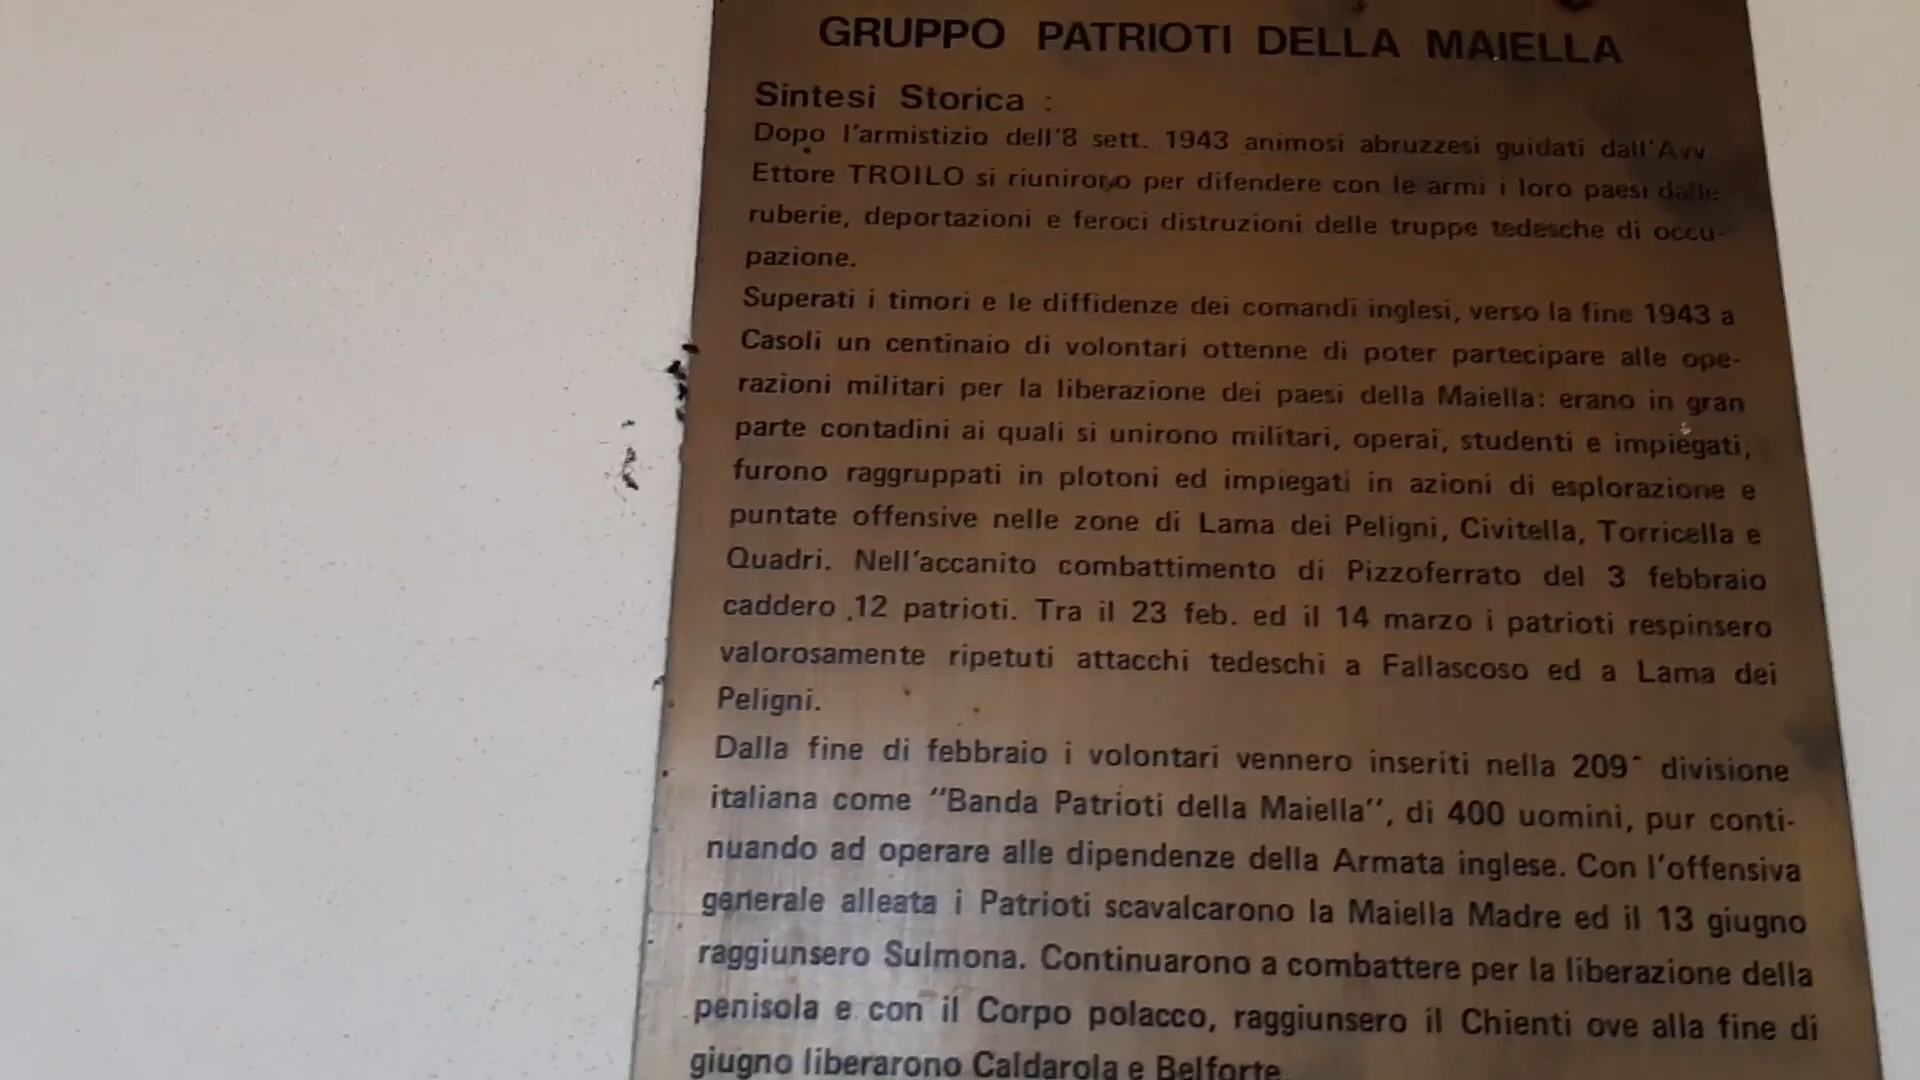 GRUPPO PATRIOTI DELLA MAIELLA
Sintesi Storica :
Dopo l'armistizio dell'8 sett. 1943 animosi abruzzesi guidati dall'Avv.
Ettore TROILO si riunirono per difendere con le armi i loro paesi dalle
ruberie, deportazioni e feroci distruzioni delle truppe tedesche di occu-
pazione.
Superati i timori e le diffidenze dei comandi inglesi, verso la fine 1943 a
Casoli un centinaio di volontari ottenne di poter partecipare alle ope-
razioni militari per la liberazione dei paesi della Maiella: erano in gran
parte contadini ai quali si unirono militari, operai, studenti e impiegati,
furono raggruppati in plotoni ed impiegati in azioni di esplorazione e
puntate offensive nelle zone di Lama dei Peligni, Civitella, Torricella e
Quadri. Nell'accanito combattimento di Pizzoferrato del 3 febbraio
caddero 12 patrioti. Tra il 23 feb. ed il 14 marzo i patrioti respinsero
valorosamente ripetuti attacchi tedeschi a Fallascoso ed a Lama dei
Peligni.
Dalla fine di febbraio i volontari vennero inseriti nella 209^ divisione
italiana come "Banda Patrioti della Maiella", di 400 uomini, pur conti-
nuando ad operare alle dipendenze della Armata inglese. Con l'offensiva
generale alleata i Patrioti scavalcarono la Maiella Madre ed il 13 giugno
raggiunsero Sulmona. Continuarono a combattere per la liberazione della
penisola e con il Corpo polacco, raggiunsero il Chienti ove alla fine di
giugno liberarono Caldarola e Belforte.